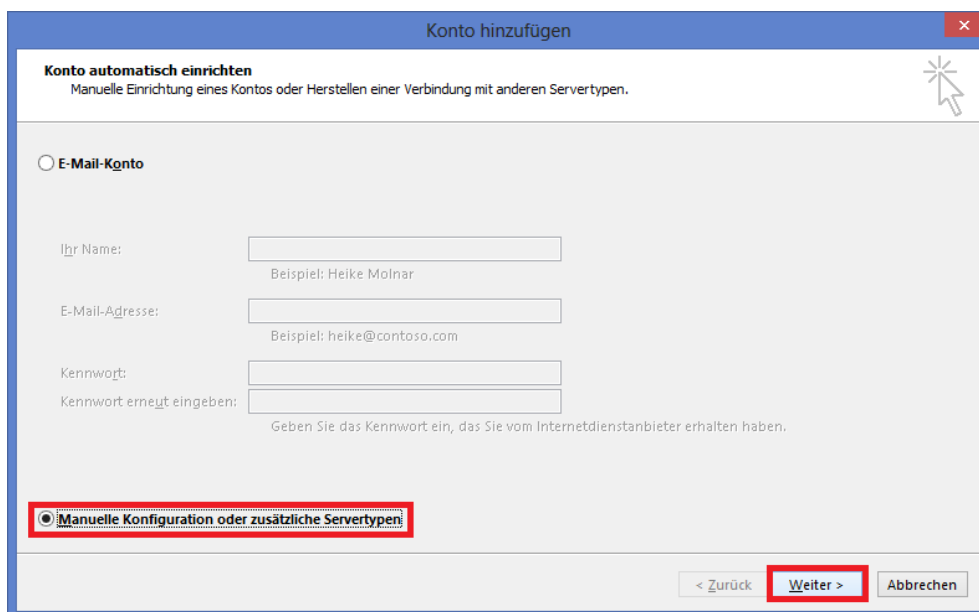 Konto hinzufügen
Konto automatisch einrichten
Manuelle Einrichtung eines Kontos oder Herstellen einer Verbindung mit anderen Servertypen.
E-Mail-Konto
Ihr Name:
Beispiel: Heike Molnar
E-Mail-Adresse:
Beispiel: heike@contoso.com
Kennwort:
Kennwort erneut eingeben:
Geben Sie das Kennwort ein, das Sie vom Internetdienstanbieter erhalten haben.
Manuelle Konfiguration oder zusätzliche Servertypen
< Zurück Weiter > Abbrechen